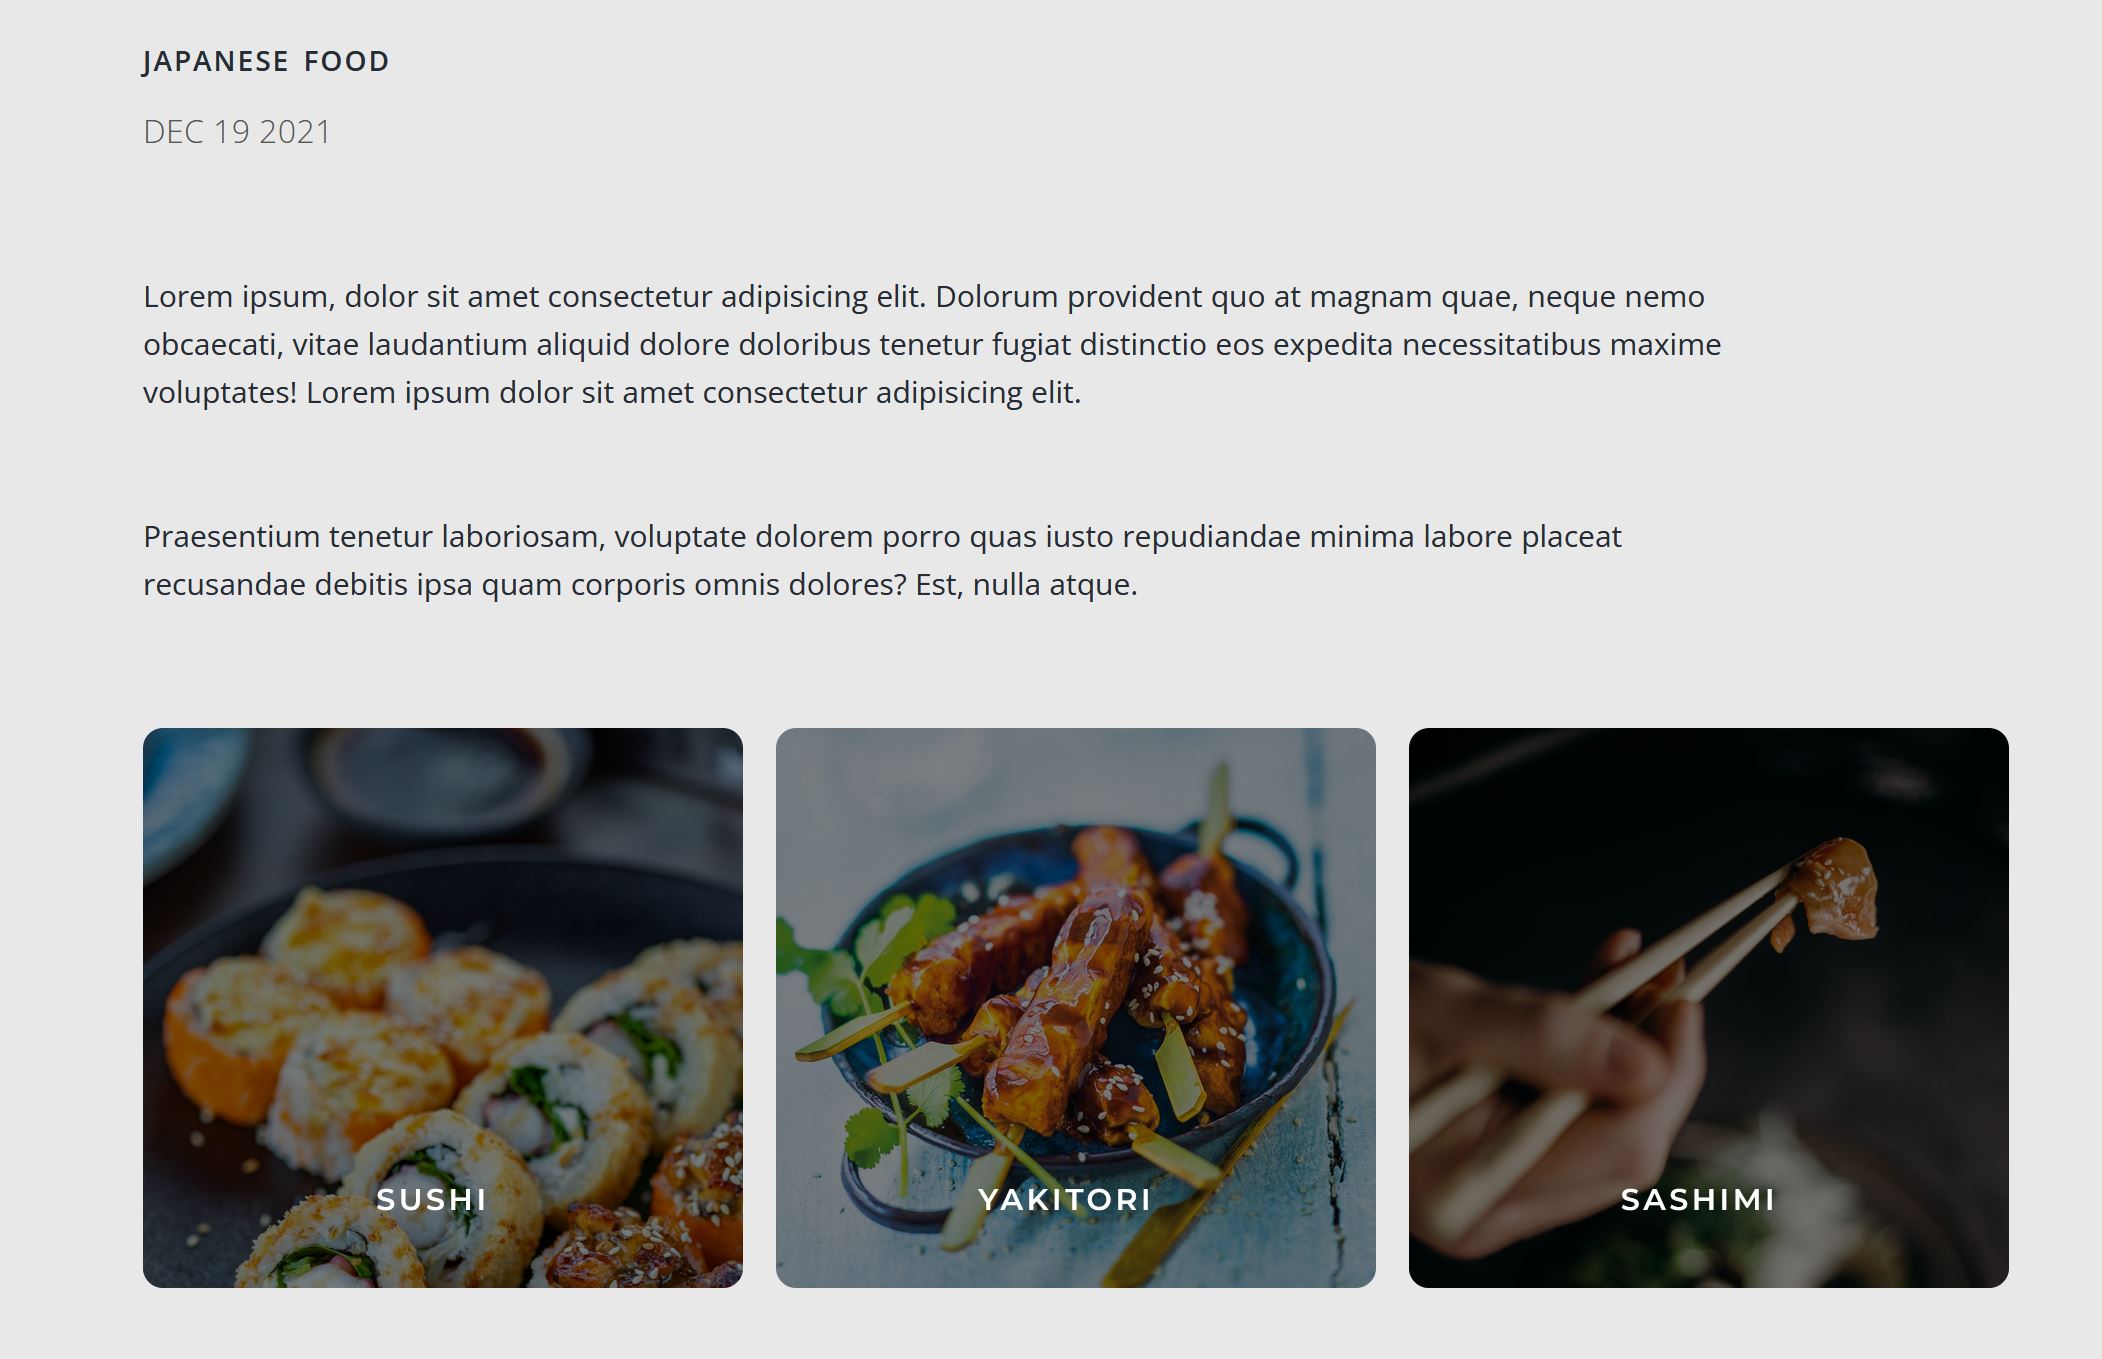 JAPANESE FOOD
DEC 19 2021
Lorem ipsum, dolor sit amet consectetur adipisicing elit. Dolorum provident quo at magnam quae, neque nemo
obcaecati, vitae laudantium aliquid dolore doloribus tenetur fugiat distinctio eos expedita necessitatibus maxime
voluptates! Lorem ipsum dolor sit amet consectetur adipisicing elit.
Praesentium tenetur laboriosam, voluptate dolorem porro quas iusto repudiandae minima labore placeat
recusandae debitis ipsa quam corporis omnis dolores? Est, nulla atque.
SUSHI
YAKITORI
SASHIMI